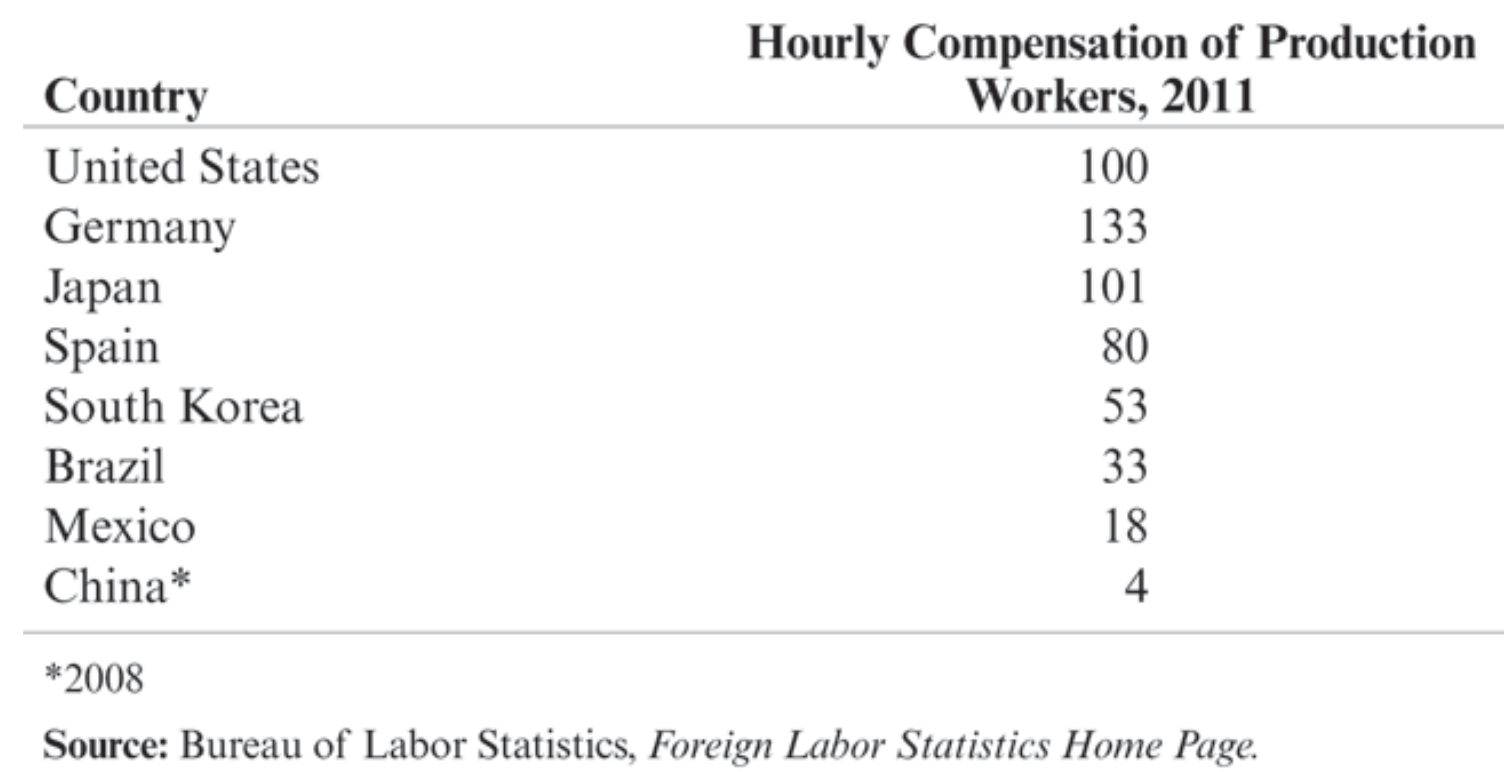 Hourly Compensation of Production
Workers, 2011
Country
United States 100
Germany 133
Japan 101
Spain 80
South Korea 53
Brazil 33
Mexico 18
China* 4
*2008
Source: Bureau of Labor Statistics, Foreign Labor Statistics Home Page.